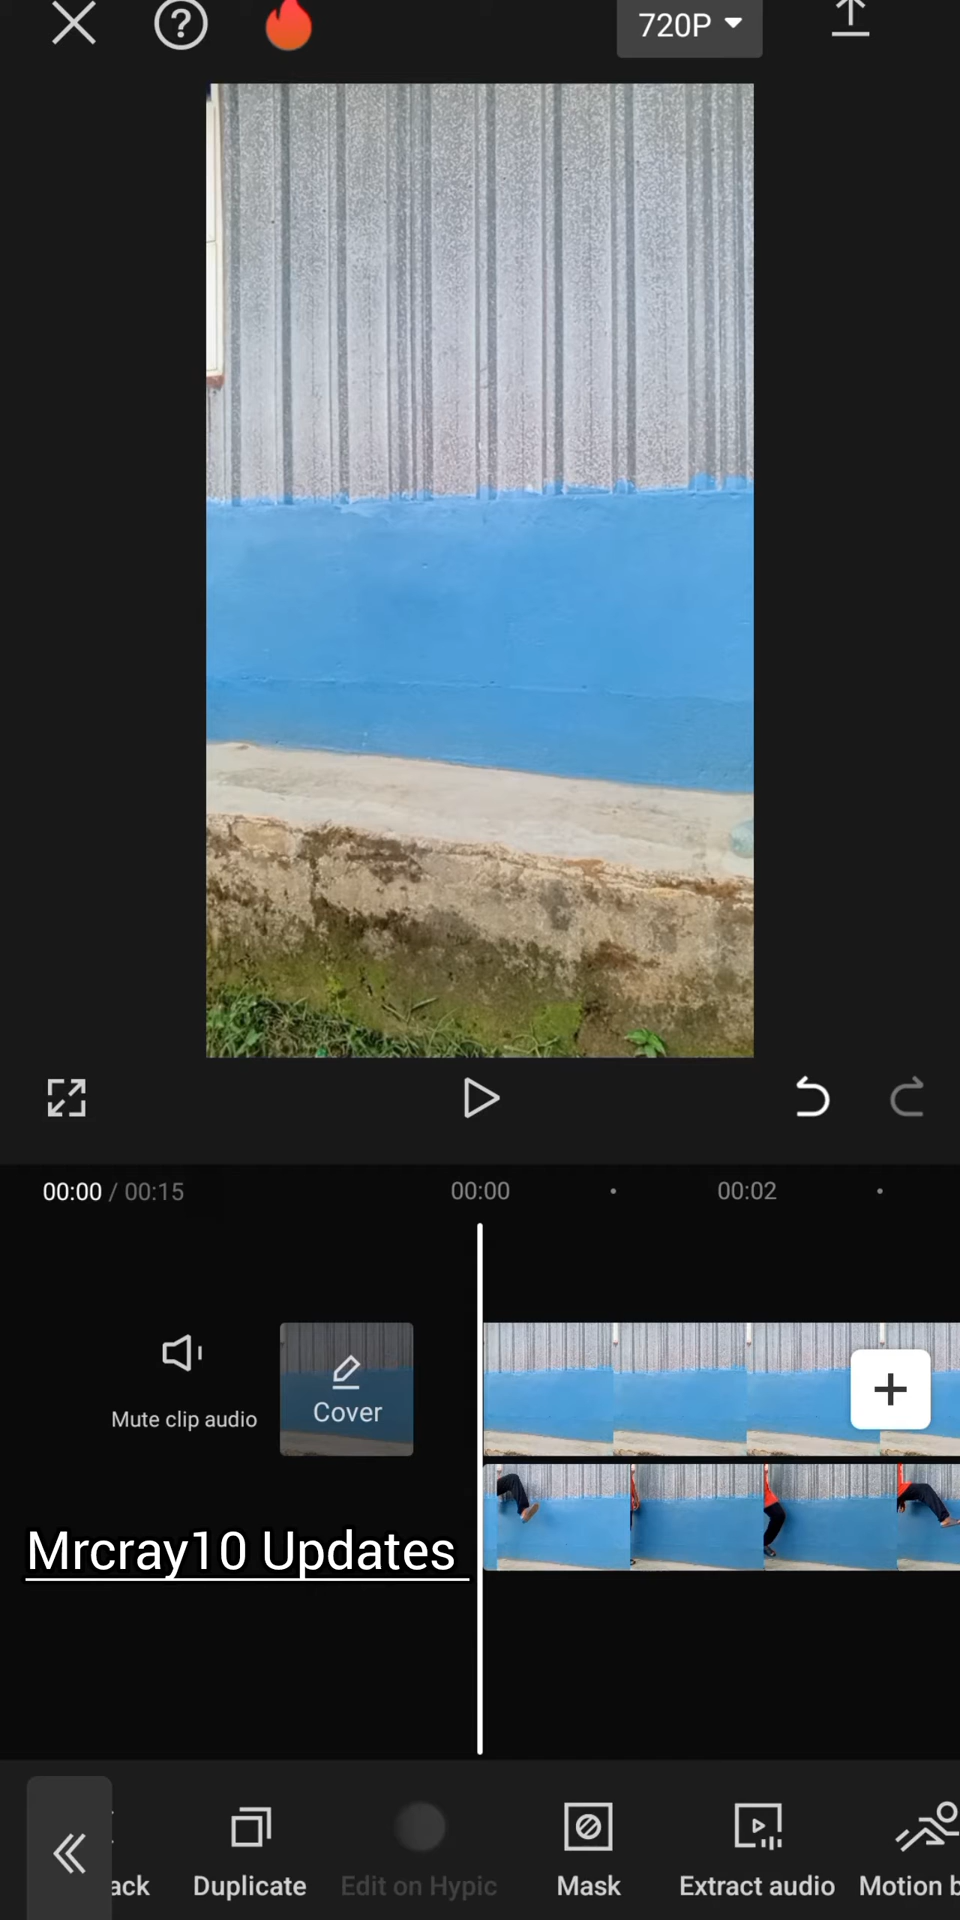 720P
00:00 / 00:15
00:00
00:02
Mute clip audio
Cover
Mrcray10 Updates
ack
Duplicate
Edit on Hypic
Mask
Extract audio
Motion b